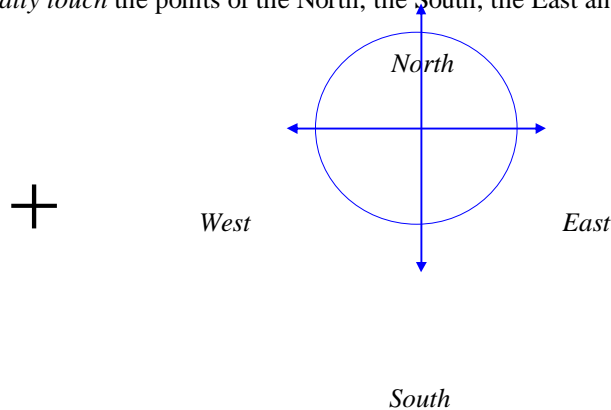 ally touch the points of the North, the South, the East an
North
West East
South